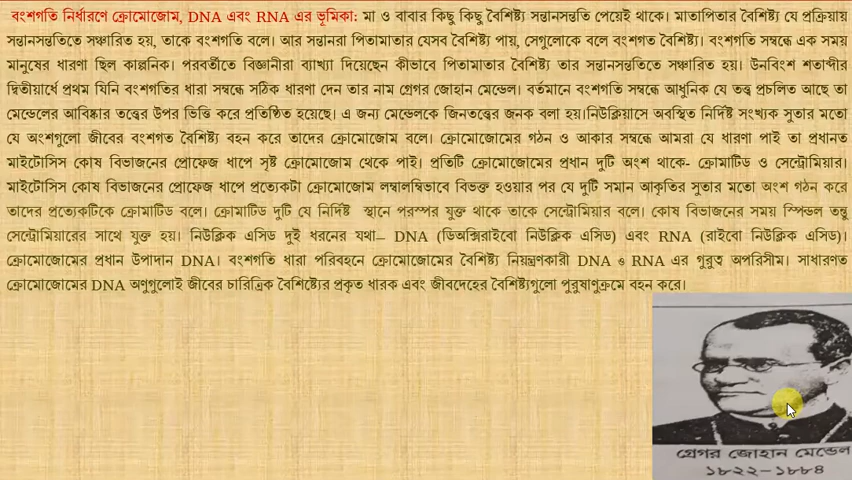 বংশগতি নির্ধারণে ক্রোমোজোম, DNA এবং RNA এর ভূমিকা: মা ও বাবার কিছু কিছু বৈশিষ্ট্য সন্তানসন্ততি পেয়েই থাকে। মাতাপিতার বৈশিষ্ট্য যে প্রক্রিয়ায়
সন্তানসন্ততিতে সঞ্চারিত হয়, তাকে বংশগতি বলে। আর সন্তানরা পিতামাতার যেসব বৈশিষ্ট্য পায়, সেগুলোকে বলে বংশগত বৈশিষ্ট্য। বংশগতি সম্বন্ধে এক সময়
মানুষের ধারণা ছিল কাল্পনিক। পরবর্তীতে বিজ্ঞানীরা ব্যাখ্যা দিয়েছেন কীভাবে পিতামাতার বৈশিষ্ট্য তার সন্তানসন্ততিতে সঞ্চারিত হয়। উনবিংশ শতাব্দীর
দ্বিতীয়ার্ধে প্রথম যিনি বংশগতির ধারা সম্বন্ধে সঠিক ধারণা দেন তার নাম গ্রেগর জোহান মেন্ডেল। বর্তমানে বংশগতি সম্বন্ধে আধুনিক যে তত্ত্ব প্রচলিত আছে তা
মেন্ডেলের আবিষ্কার তত্ত্বের উপর ভিত্তি করে প্রতিষ্ঠিত হয়েছে। এ জন্য মেন্ডেলকে জিনতত্ত্বের জনক বলা হয়।নিউক্লিয়াসে অবস্থিত নির্দিষ্ট সংখ্যক সুতার মতো
যে অংশগুলো জীবের বংশগত বৈশিষ্ট্য বহন করে তাদের ক্রোমোজোম বলে। ক্রোমোজোমের গঠন ও আকার সম্বন্ধে আমরা যে ধারণা পাই তা প্রধানত
মাইটোসিস কোষ বিভাজনের প্রোফেজ ধাপে সৃষ্ট ক্রোমোজোম থেকে পাই। প্রতিটি ক্রোমোজোমের প্রধান দুটি অংশ থাকে- ক্রোমাটিড ও সেন্ট্রোমিয়ার।
মাইটোসিস কোষ বিভাজনের প্রোফেজ ধাপে প্রত্যেকটা ক্রোমোজোম লম্বালম্বিভাবে বিভক্ত হওয়ার পর যে দুটি সমান আকৃতির সুতার মতো অংশ গঠন করে
তাদের প্রত্যেকটিকে ক্রোমাটিড বলে। ক্রোমাটিড দুটি যে নির্দিষ্ট স্থানে পরস্পর যুক্ত থাকে তাকে সেন্ট্রোমিয়ার বলে। কোষ বিভাজনের সময় স্পিন্ডল তন্তু
সেন্ট্রোমিয়ারের সাথে যুক্ত হয়। নিউক্লিক এসিড দুই ধরনের যথা– DNA (ডিঅক্সিরাইবো নিউক্লিক এসিড) এবং RNA (রাইবো নিউক্লিক এসিড)।
ক্রোমোজোমের প্রধান উপাদান DNA। বংশগতি ধারা পরিবহনে ক্রোমোজোমের বৈশিষ্ট্য নিয়ন্ত্রণকারী DNA ও RNA এর গুরুত্ব অপরিসীম। সাধারণত
ক্রোমোজোমের DNA অণুগুলোই জীবের চারিত্রিক বৈশিষ্ট্যের প্রকৃত ধারক এবং জীবদেহের বৈশিষ্ট্যগুলো পুরুষাণুক্রমে বহন করে।
গ্রেগর জোহান মেন্ডেল
১৮২২-১৮৮৪